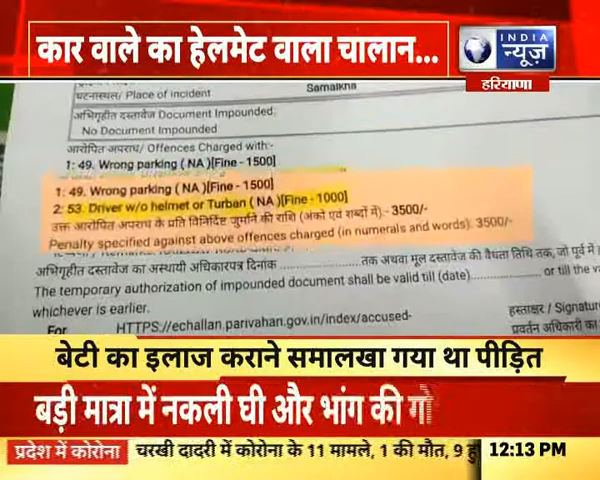 कार वाले का हेलमेट वाला चालान...
INDIA
न्यूज़
हरियाणा
घटनास्थल/ Place of incident
Samalkha
अभिगृहीत दस्तावेज Document Impounded
No Document Impounded
आरोपित अपराध/ Offences Charged with:-
1: 49. Wrong parking ( NA )[Fine - 1500]
1: 49. Wrong parking ( NA )[Fine - 1500]
2: 53. Driver w/o helmet or Turban ( NA )[Fine - 1000]
उक्त आरोपित अपराध के प्रति विनिर्दिष्ट जुर्माने की राशि (अंको एवं शब्दों में):- 3500/-
Penalty specified against above offences charged (in numerals and words): 3500/-
अभिगृहीत दस्तावेज का अस्थायी अधिकारपत्र दिनांक ............ तक अथवा मूल दस्तावेज की वैधता तिथि तक, जो पूर्व में
The temporary authorization of impounded document shall be valid till (date)............ or till the va
whichever is earlier.
हस्ताक्षर / Signature
For HTTPS://echallan.parivahan.gov.in/index/accused-
प्रवर्तन अधिकारी का
बेटी का इलाज कराने समालखा गया था पीड़ित
बड़ी मात्रा में नकली घी और भांग की गो
प्रदेश में कोरोना चरखी दादरी में कोरोना के 11 मामले, 1 की मौत, 9 हु 12:13 PM